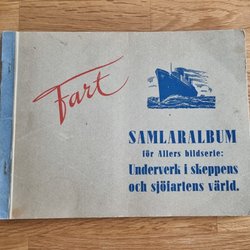 Fart
SAMLARALBUM
för Allers bildserie:
Underverk i skeppens
och sjöfartens värld.